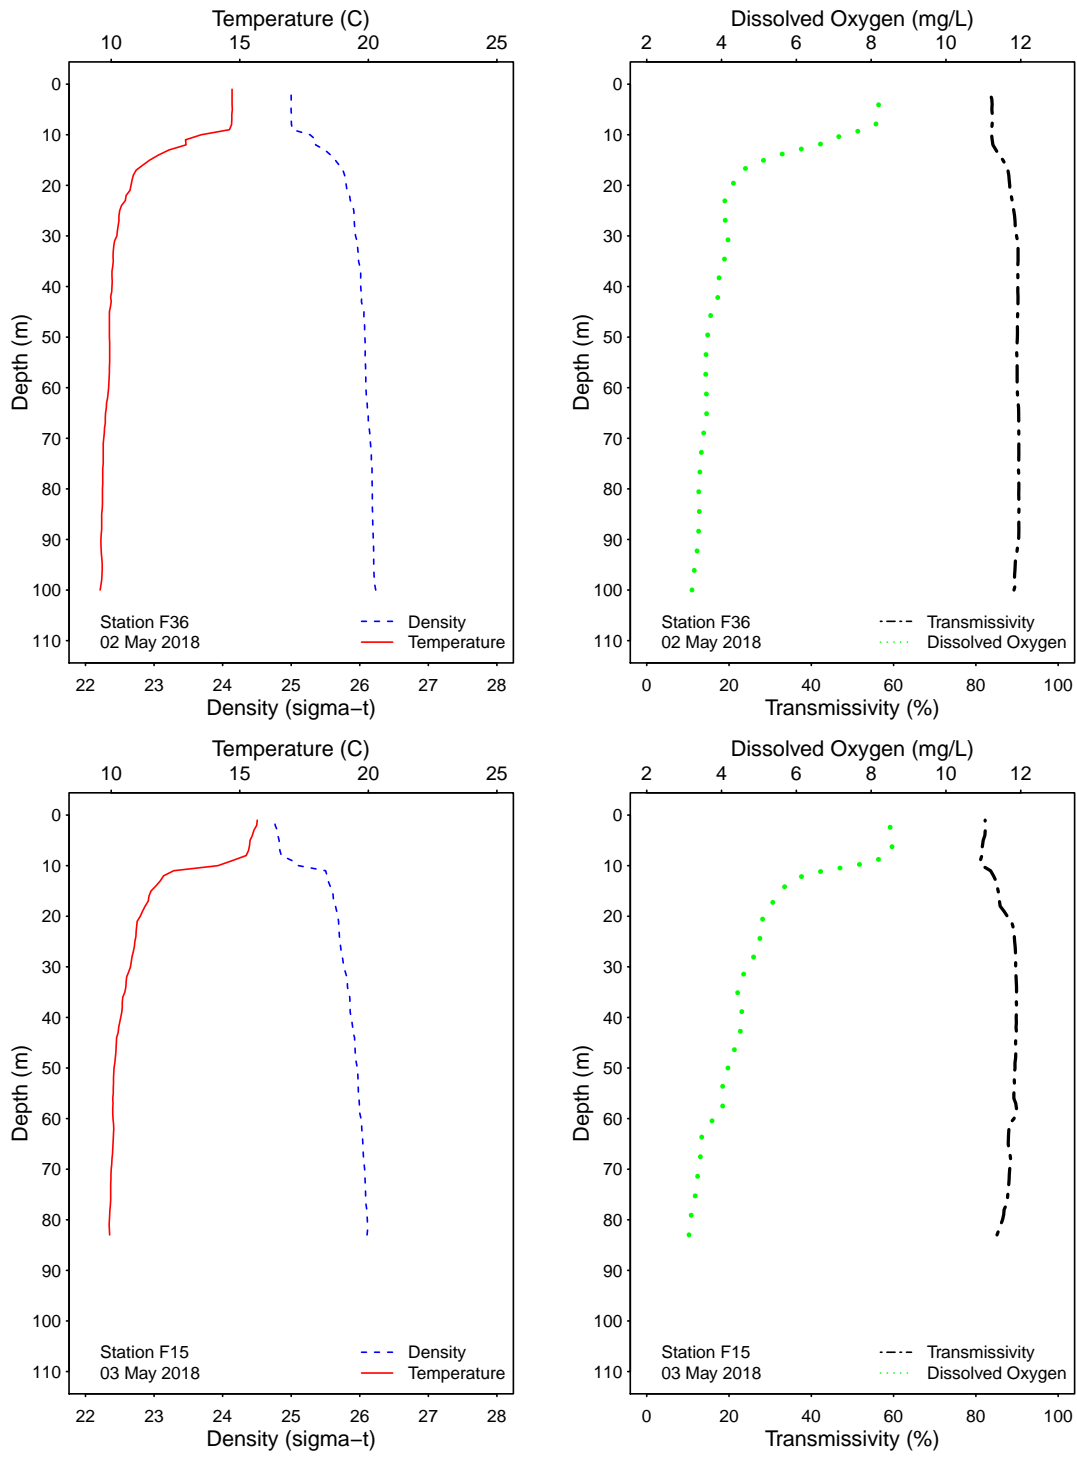 Temperature (C)
10 15 20 25
0
10
20
30
40
50
60
70
80
90
100
110
Depth (m)
Station F36
02 May 2018
Density
Temperature
22 23 24 25 26 27 28
Density (sigma−t)
Dissolved Oxygen (mg/L)
2 4 6 8 10 12
0
10
20
30
40
50
60
70
80
90
100
110
Depth (m)
Station F36
02 May 2018
Transmissivity
Dissolved Oxygen
0 20 40 60 80 100
Transmissivity (%)
Temperature (C)
10 15 20 25
0
10
20
30
40
50
60
70
80
90
100
110
Depth (m)
Station F15
03 May 2018
Density
Temperature
22 23 24 25 26 27 28
Density (sigma−t)
Dissolved Oxygen (mg/L)
2 4 6 8 10 12
0
10
20
30
40
50
60
70
80
90
100
110
Depth (m)
Station F15
03 May 2018
Transmissivity
Dissolved Oxygen
0 20 40 60 80 100
Transmissivity (%)